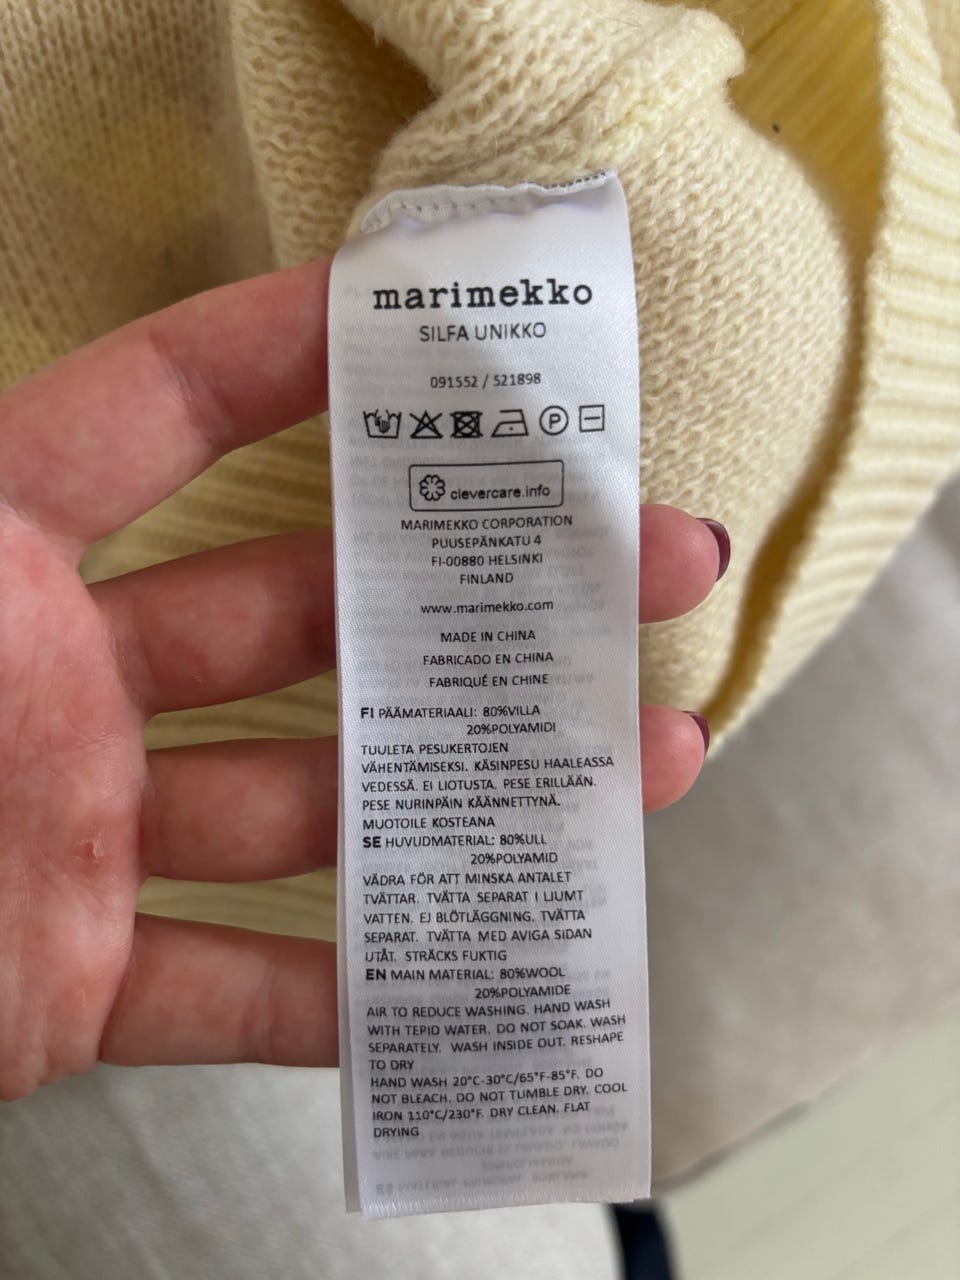 marimekko
SILFA UNIKKO
091552 / 521898
P
clevercare.info
MARIMEKKO CORPORATION
PUUSEPÄNKATU 4
FI-00880 HELSINKI
FINLAND
www.marimekko.com
MADE IN CHINA
FABRICADO EN CHINA
FABRIQUÉ EN CHINE
FI PÄÄMATERIAALI: 80%VILLA
20%POLYAMIDI
TUULETA PESUKERTOJEN
VÄHENTÄMISEKSI. KÄSINPESU HAALEASSA
VEDESSÄ. EI LIOTUSTA. PESE ERILLÄÄN.
PESE NURINPÄIN KÄÄNNETTYNÄ.
MUOTOILE KOSTEANA
SE HUVUDMATERIAL: 80%ULL
20%POLYAMID
VÄDRA FÖR ATT MINSKA ANTALET
TVÄTTAR. TVÄTTA SEPARAT I LJUMT
VATTEN. EJ BLÖTLÄGGNING. TVÄTTA
SEPARAT. TVÄTTA MED AVIGA SIDAN
UTÅT. STRÄCKS FUKTIG
EN MAIN MATERIAL: 80%WOOL
20%POLYAMIDE
AIR TO REDUCE WASHING. HAND WASH
WITH TEPID WATER. DO NOT SOAK. WASH
SEPARATELY. WASH INSIDE OUT. RESHAPE
TO DRY
HAND WASH 20°C-30°C/65°F-85°F. DO
NOT BLEACH. DO NOT TUMBLE DRY. COOL
IRON 110°C/230°F. DRY CLEAN. FLAT
DRYING